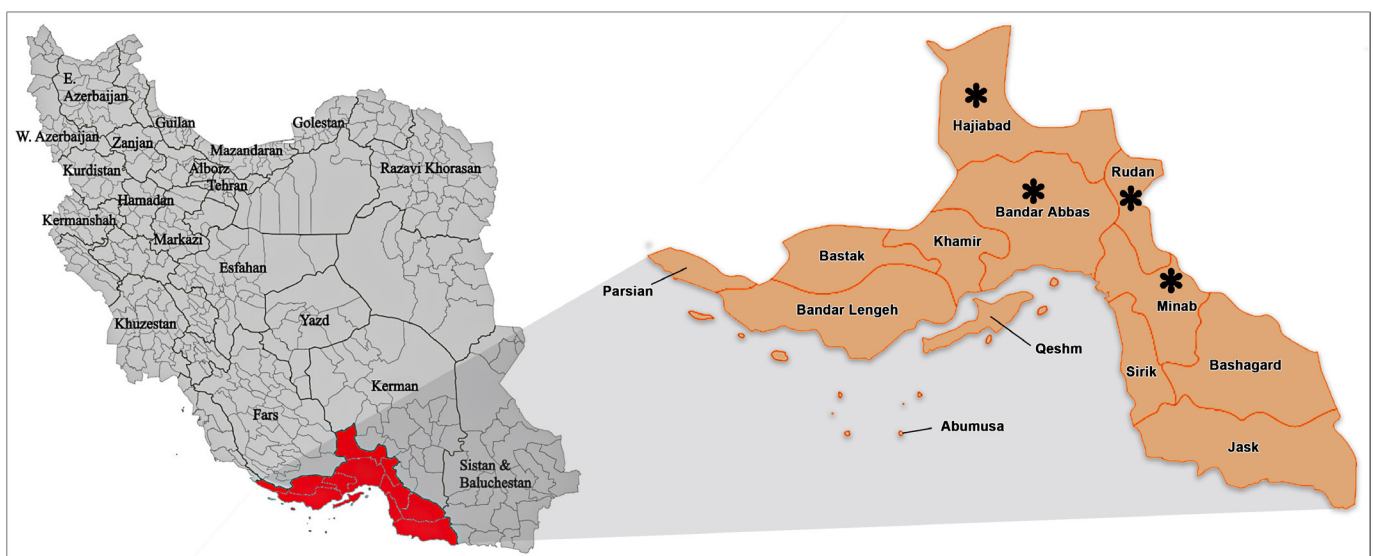 E.
Azerbaijan
W. Azerbaijan
Guilan
Golestan
Zanjan
Mazandaran
Kurdistan
Alborz
Razavi Khorasan
Tehran
Hamadan
Kermanshah
Markazi
Esfahan
Khuzestan
Yazd
Kerman
Fars
Sistan &
Baluchestan
Hajiabad
Rudan
Bandar Abbas
Khamir
Bastak
Parsian
Bandar Lengeh
Minab
Qeshm
Sirik
Bashagard
Abumusa
Jask